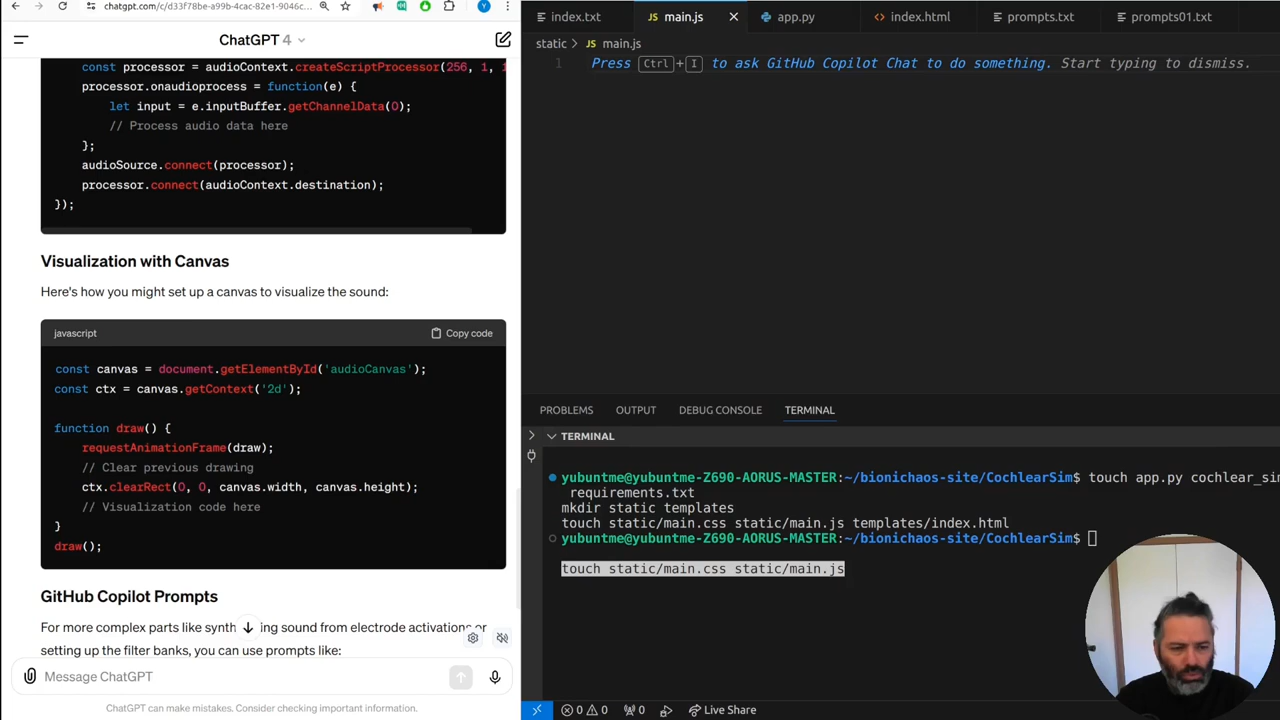 chatgpt.com/c/d33f78be-a99b-4cac-82e1-9046c...
Y
ChatGPT 4
const processor = audioContext.createScriptProcessor(256, 1, 1
processor.onaudioprocess = function(e) {
let input = e.inputBuffer.getChannelData(0);
// Process audio data here
};
audioSource.connect(processor);
processor.connect(audioContext.destination);
});
Visualization with Canvas
Here's how you might set up a canvas to visualize the sound:
javascript
Copy code
const canvas = document.getElementById('audioCanvas');
const ctx = canvas.getContext('2d');
function draw() {
requestAnimationFrame(draw);
// Clear previous drawing
ctx.clearRect(0, 0, canvas.width, canvas.height);
// Visualization code here
}
draw();
GitHub Copilot Prompts
For more complex parts like synth ing sound from electrode activations or
setting up the filter banks, you can use prompts like:
Message ChatGPT
ChatGPT can make mistakes. Consider checking important information.
index.txt
JS main.js
app.py
<> index.html
prompts.txt
prompts01.txt
static > JS main.js
1 Press Ctrl + I to ask GitHub Copilot Chat to do something. Start typing to dismiss.
PROBLEMS OUTPUT DEBUG CONSOLE TERMINAL
TERMINAL
yubuntme@yubuntme-Z690-AORUS-MASTER:~/bionichaos-site/CochlearSim$ touch app.py cochlear_sim
requirements.txt
mkdir static templates
touch static/main.css static/main.js templates/index.html
yubuntme@yubuntme-Z690-AORUS-MASTER:~/bionichaos-site/CochlearSim$
touch static/main.css static/main.js
0 0 0 Live Share